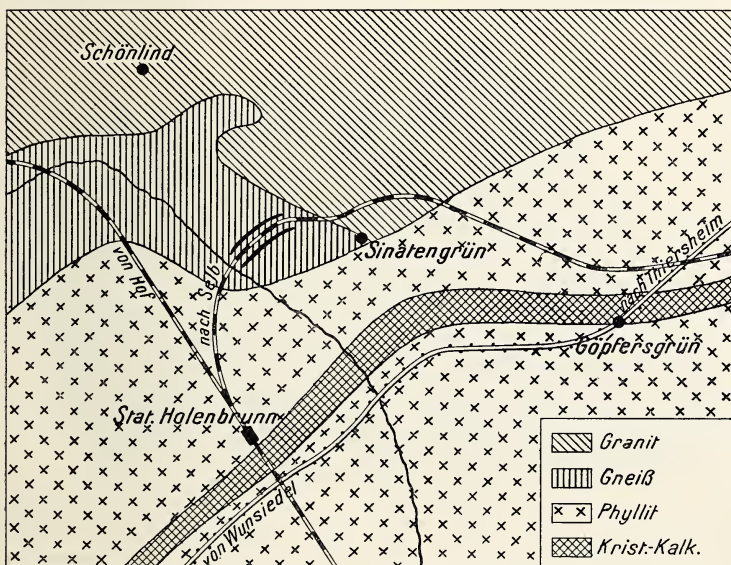 Schönlind
Sinatengrün
von Hof
nach Selb
nach Thiersheim
Göpfersgrün
Stat. Holenbrunn
von Wunsiedel
Granit
Gneiß
Phyllit
Krist.-Kalk.